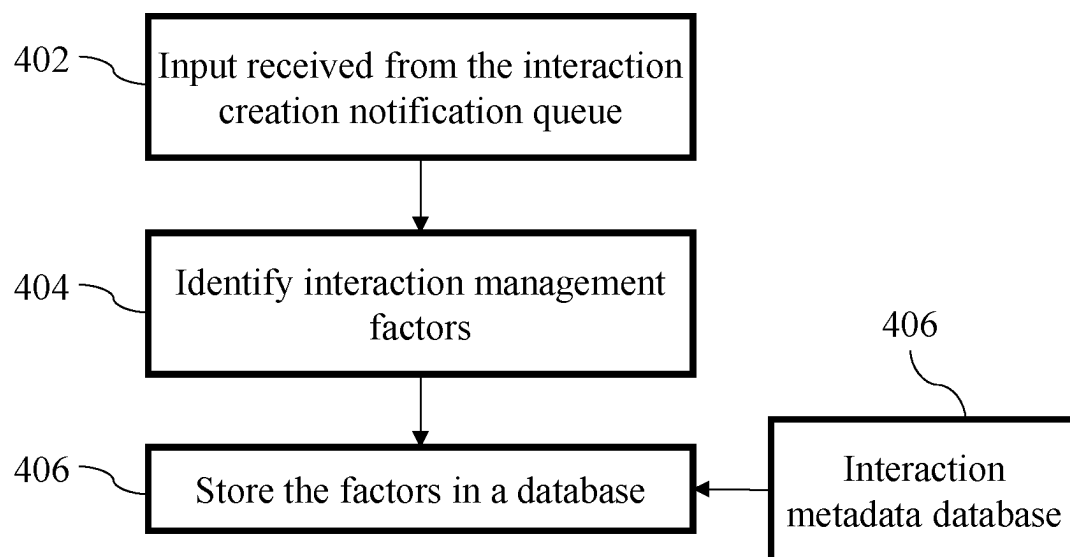 402
Input received from the interaction
creation notification queue
404
Identify interaction management
factors
406
406
Store the factors in a database
Interaction
metadata database